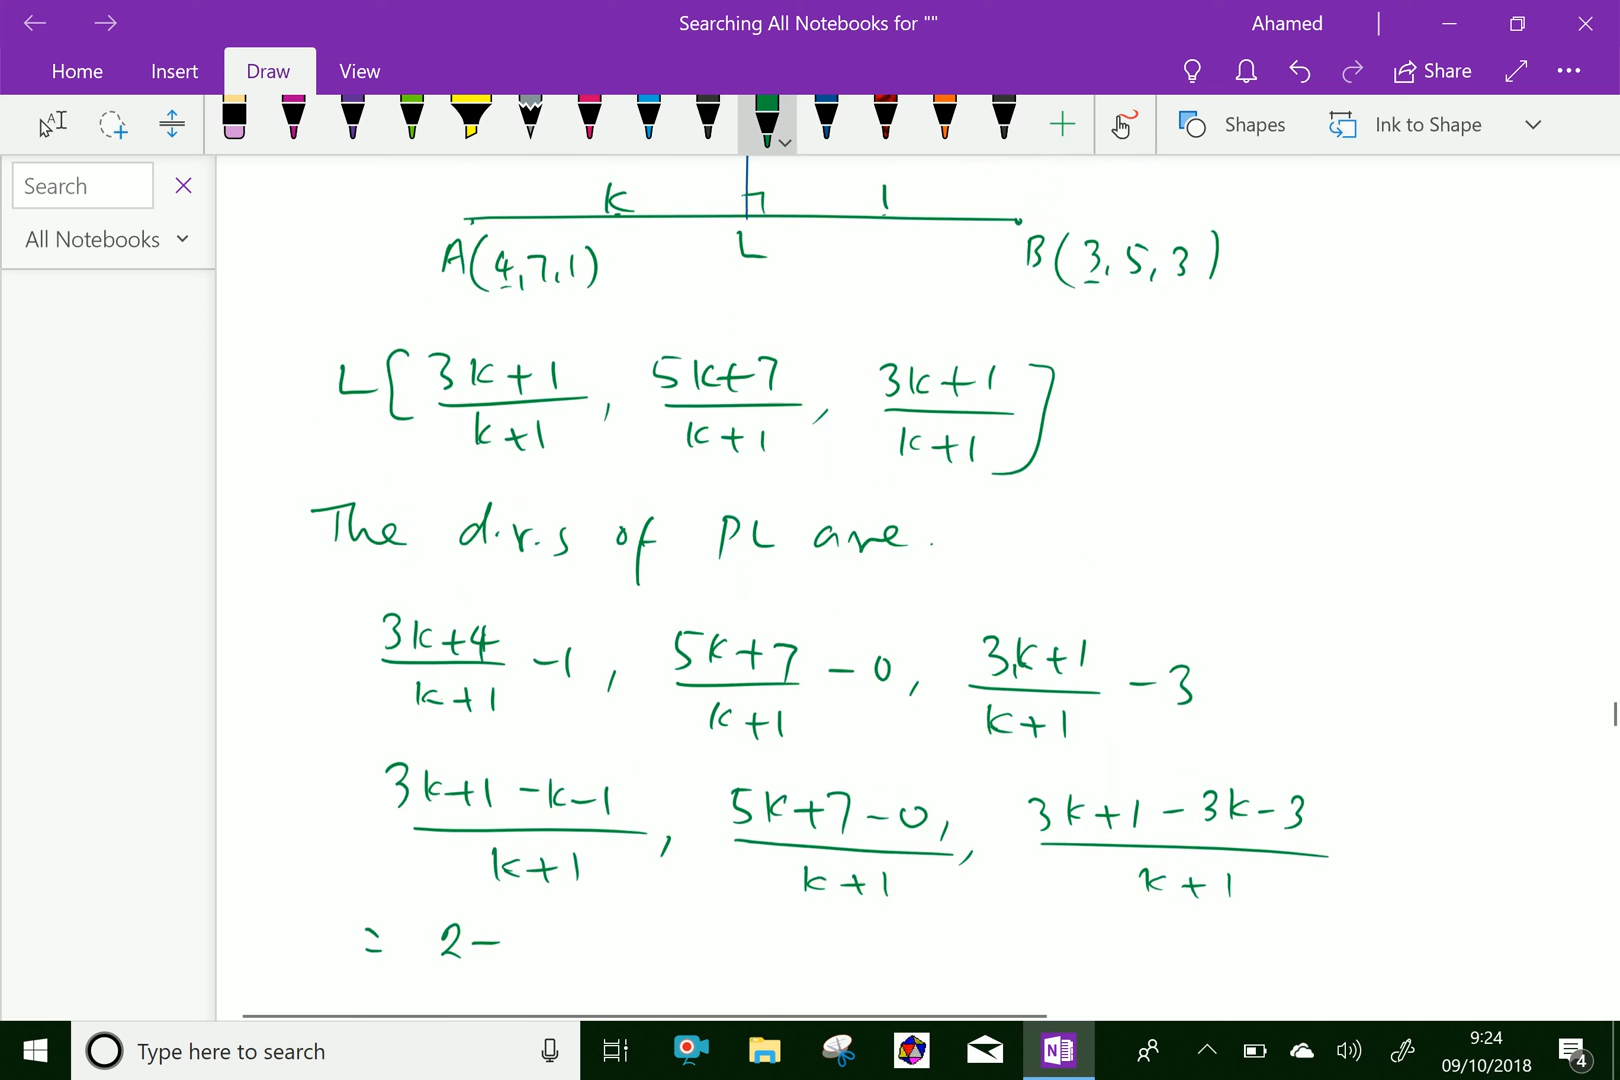 Searching All Notebooks for ""
Ahamed
Home Insert Draw View
Share
Shapes
Ink to Shape
Search
All Notebooks
k 1
A(4,7,1) L B(3,5,3)
L[ 3k+1/k+1 , 5k+7/k+1 , 3k+1/k+1 ]
The d.r.s of PL are.
3k+4/k+1 -1 , 5k+7/k+1 - 0, 3k+1/k+1 - 3
3k+1-k-1/k+1 , 5k+7-0,/k+1 , 3k+1-3k-3/k+1
= 2-
Type here to search
9:24
09/10/2018
4